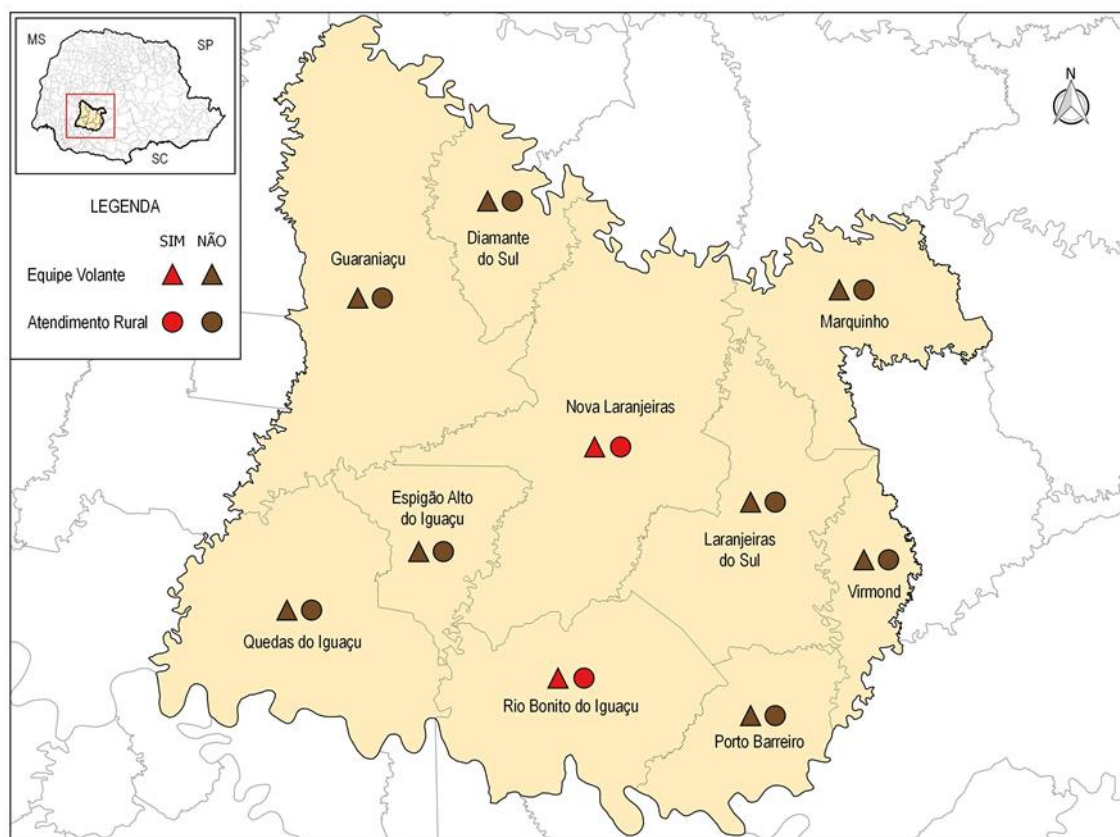 MS
SP
SC
N
LEGENDA
SIM NÃO
Equipe Volante
Atendimento Rural
Diamante
do Sul
Guaraniaçu
Marquinho
Nova Laranjeiras
Espigão Alto
do Iguaçu
Laranjeiras
do Sul
Virmond
Quedas do Iguaçu
Rio Bonito do Iguaçu
Porto Barreiro